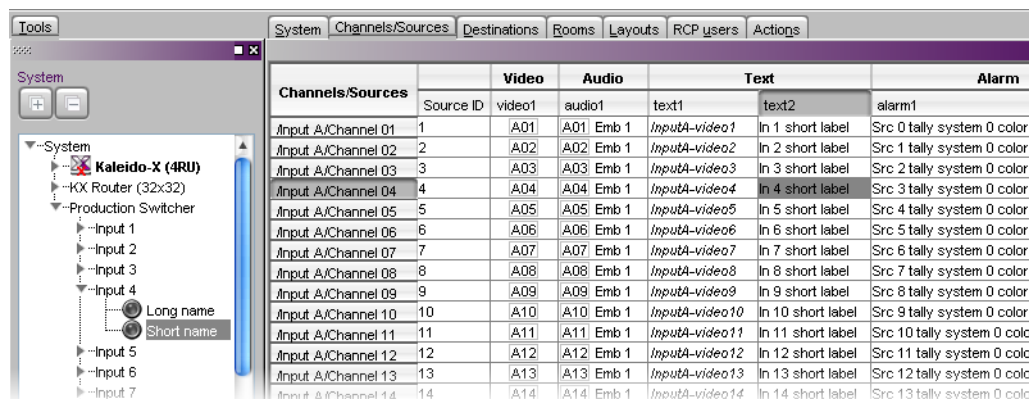 Tools
System Channels/Sources Destinations Rooms Layouts RCP users Actions
System
System
Kaleido-X (4RU)
KX Router (32x32)
Production Switcher
Input 1
Input 2
Input 3
Input 4
Long name
Short name
Input 5
Input 6
Input 7
Channels/Sources Video Audio Text Alarm
Source ID video1 audio1 text1 text2 alarm1
/Input A/Channel 01 1 A01 A01 Emb 1 InputA-video1 In 1 short label Src 0 tally system 0 color
/Input A/Channel 02 2 A02 A02 Emb 1 InputA-video2 In 2 short label Src 1 tally system 0 color
/Input A/Channel 03 3 A03 A03 Emb 1 InputA-video3 In 3 short label Src 2 tally system 0 color
/Input A/Channel 04 4 A04 A04 Emb 1 InputA-video4 In 4 short label Src 3 tally system 0 color
/Input A/Channel 05 5 A05 A05 Emb 1 InputA-video5 In 5 short label Src 4 tally system 0 color
/Input A/Channel 06 6 A06 A06 Emb 1 InputA-video6 In 6 short label Src 5 tally system 0 color
/Input A/Channel 07 7 A07 A07 Emb 1 InputA-video7 In 7 short label Src 6 tally system 0 color
/Input A/Channel 08 8 A08 A08 Emb 1 InputA-video8 In 8 short label Src 7 tally system 0 color
/Input A/Channel 09 9 A09 A09 Emb 1 InputA-video9 In 9 short label Src 8 tally system 0 color
/Input A/Channel 10 10 A10 A10 Emb 1 InputA-video10 In 10 short label Src 9 tally system 0 color
/Input A/Channel 11 11 A11 A11 Emb 1 InputA-video11 In 11 short label Src 10 tally system 0 colo
/Input A/Channel 12 12 A12 A12 Emb 1 InputA-video12 In 12 short label Src 11 tally system 0 colo
/Input A/Channel 13 13 A13 A13 Emb 1 InputA-video13 In 13 short label Src 12 tally system 0 colo
/Input A/Channel 14 14 A14 A14 Emb 1 InputA-video14 In 14 short label Src 13 tally system 0 colo